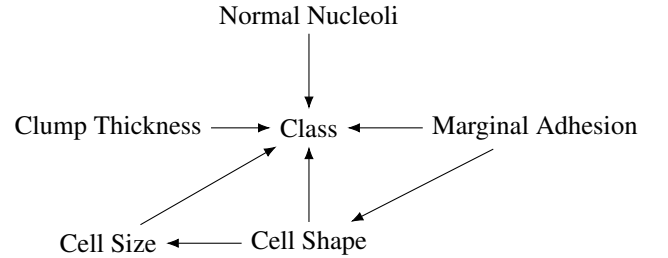 Normal Nucleoli
Clump Thickness
Class
Marginal Adhesion
Cell Size
Cell Shape